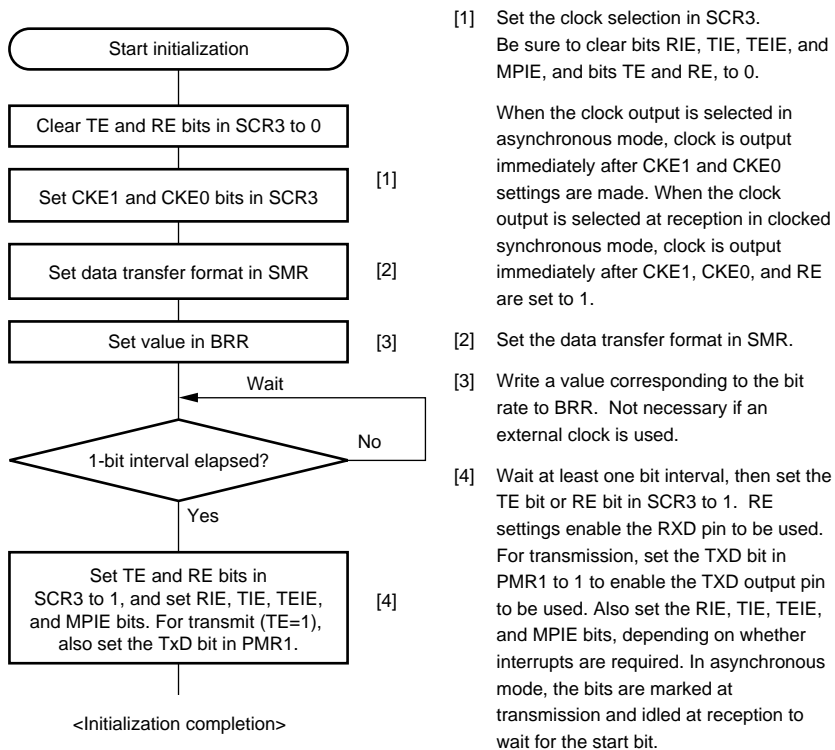 Start initialization
Clear TE and RE bits in SCR3 to 0
Set CKE1 and CKE0 bits in SCR3
[1]
Set data transfer format in SMR
[2]
Set value in BRR
[3]
Wait
1-bit interval elapsed?
No
Yes
Set TE and RE bits in
SCR3 to 1, and set RIE, TIE, TEIE,
and MPIE bits. For transmit (TE=1),
also set the TxD bit in PMR1.
[4]
<Initialization completion>
[1] Set the clock selection in SCR3.
Be sure to clear bits RIE, TIE, TEIE, and
MPIE, and bits TE and RE, to 0.
When the clock output is selected in
asynchronous mode, clock is output
immediately after CKE1 and CKE0
settings are made. When the clock
output is selected at reception in clocked
synchronous mode, clock is output
immediately after CKE1, CKE0, and RE
are set to 1.
[2] Set the data transfer format in SMR.
[3] Write a value corresponding to the bit
rate to BRR. Not necessary if an
external clock is used.
[4] Wait at least one bit interval, then set the
TE bit or RE bit in SCR3 to 1. RE
settings enable the RXD pin to be used.
For transmission, set the TXD bit in
PMR1 to 1 to enable the TXD output pin
to be used. Also set the RIE, TIE, TEIE,
and MPIE bits, depending on whether
interrupts are required. In asynchronous
mode, the bits are marked at
transmission and idled at reception to
wait for the start bit.